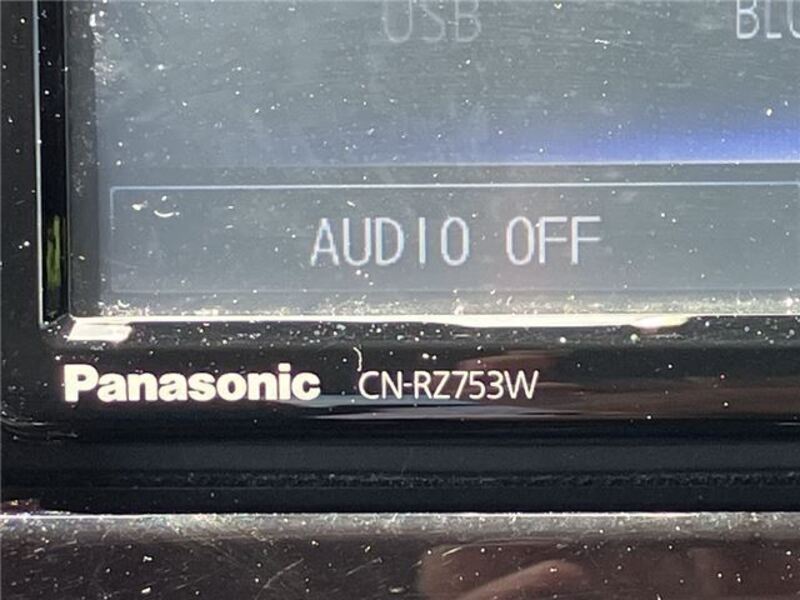 USB
AUDIO OFF
Panasonic CN-RZ753W